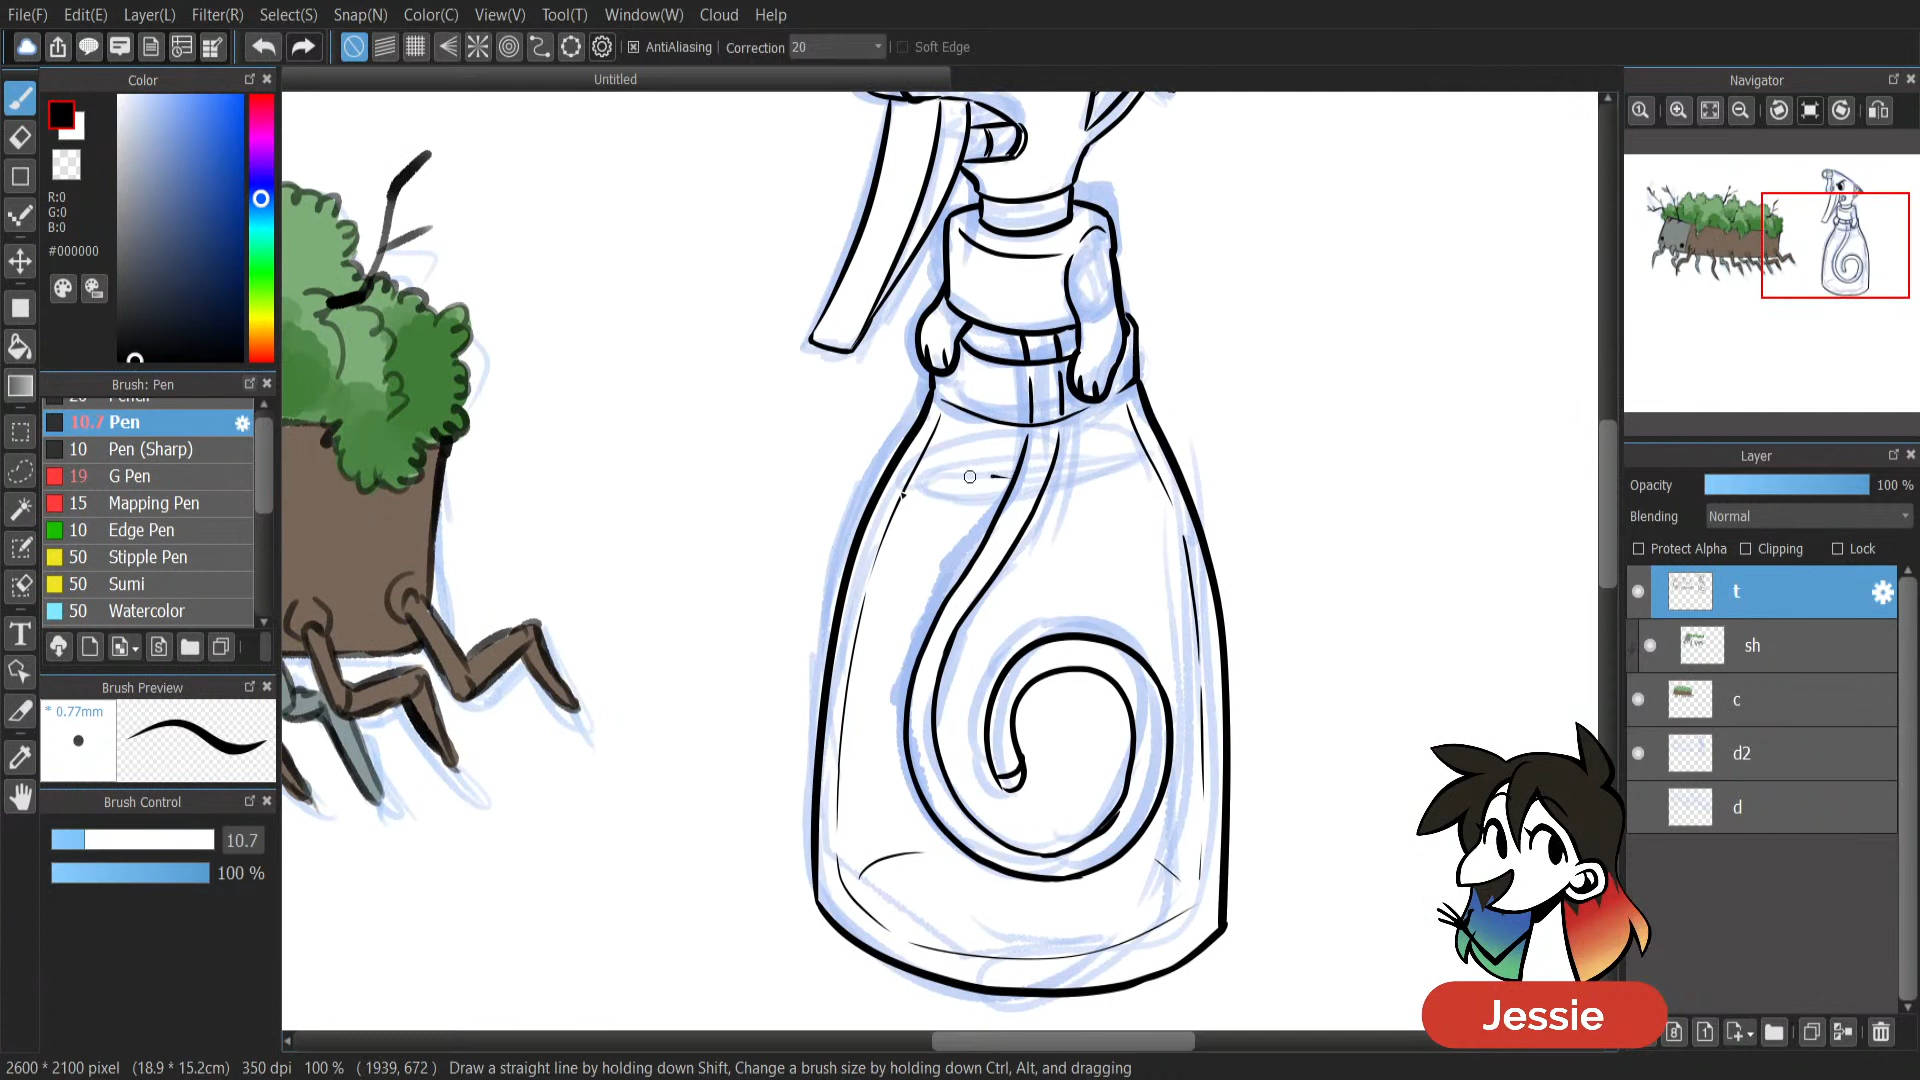 File(F) Edit(E) Layer(L) Filter(R) Select(S) Snap(N) Color(C) View(V) Tool(T) Window(W) Cloud Help
AntiAliasing Correction 20 Soft Edge
Color
Untitled
Navigator
R:0
G:0
B:0
#000000
Brush: Pen
10.7 Pen
10 Pen (Sharp)
19 G Pen
15 Mapping Pen
10 Edge Pen
50 Stipple Pen
50 Sumi
50 Watercolor
Brush Preview
* 0.77mm
Brush Control
10.7
100 %
Layer
Opacity 100 %
Blending Normal
Protect Alpha Clipping Lock
t
sh
c
d2
d
Jessie
2600 * 2100 pixel (18.9 * 15.2cm) 350 dpi 100 % ( 1939, 672 ) Draw a straight line by holding down Shift, Change a brush size by holding down Ctrl, Alt, and dragging